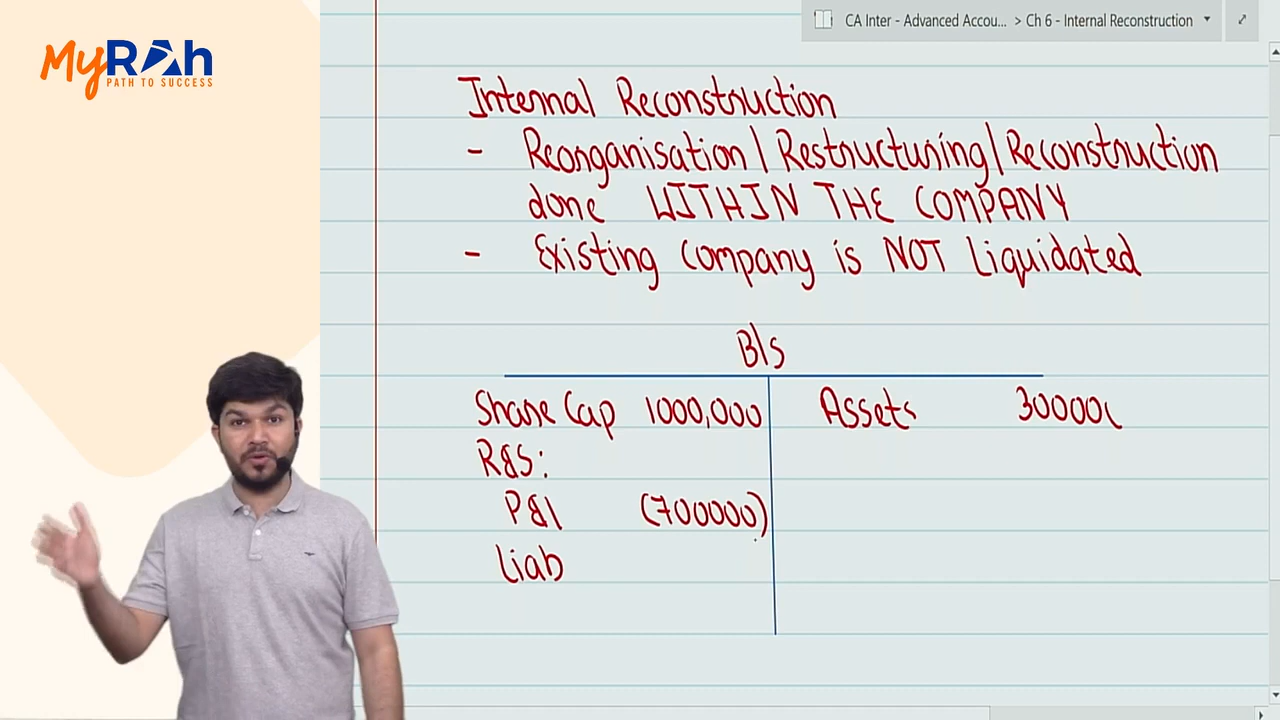 MyRah
PATH TO SUCCESS
CA Inter - Advanced Accou... > Ch 6 - Internal Reconstruction
Internal Reconstruction
- Reorganisation/Restructuring/Reconstruction
done WITHIN THE COMPANY
- Existing company is NOT Liquidated
B/s
Share Cap 1000,000 Assets 300000
R&S:
P&l (700000)
Liab